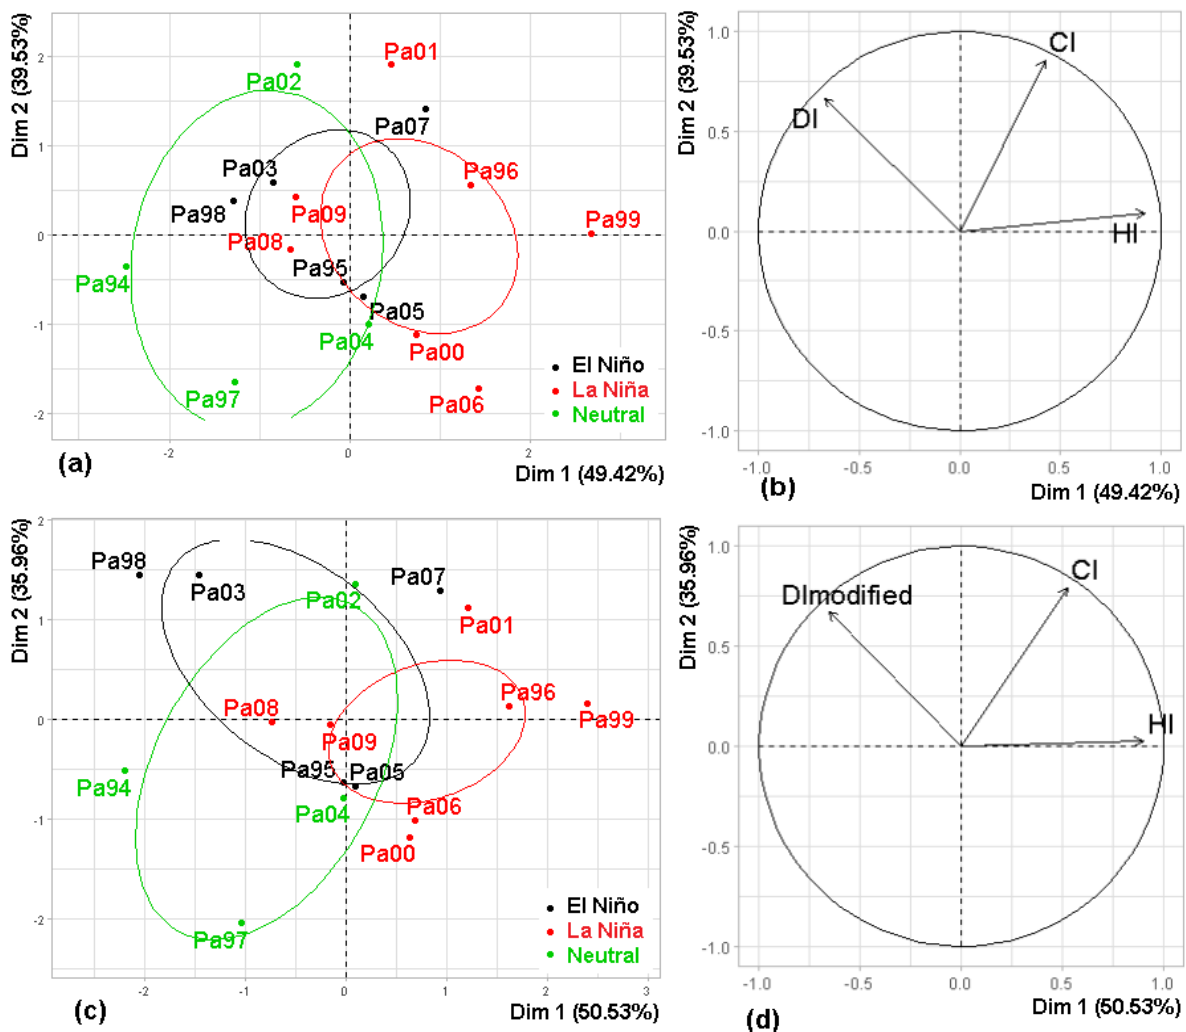 Dim 2 (39.53%)
2
1
0
-1
-2
Pa01
Pa02
Pa07
Pa03
Pa96
Pa98
Pa09
Pa99
Pa08
Pa94
Pa95
Pa05
Pa04
Pa00
Pa97
Pa06
El Niño
La Niña
Neutral
-2
0
2
(a)
Dim 1 (49.42%)
Dim 2 (39.53%)
1.0
0.5
0.0
-0.5
-1.0
CI
DI
HI
-1.0
-0.5
0.0
0.5
1.0
(b)
Dim 1 (49.42%)
Dim 2 (35.96%)
2
1
0
-1
-2
Pa98
Pa03
Pa07
Pa02
Pa01
Pa96
Pa08
Pa99
Pa09
Pa95
Pa05
Pa94
Pa04
Pa06
Pa00
Pa97
El Niño
La Niña
Neutral
-2
-1
0
1
2
3
(c)
Dim 1 (50.53%)
Dim 2 (35.96%)
1.0
0.5
0.0
-0.5
-1.0
CI
DImodified
HI
-1.0
-0.5
0.0
0.5
1.0
(d)
Dim 1 (50.53%)